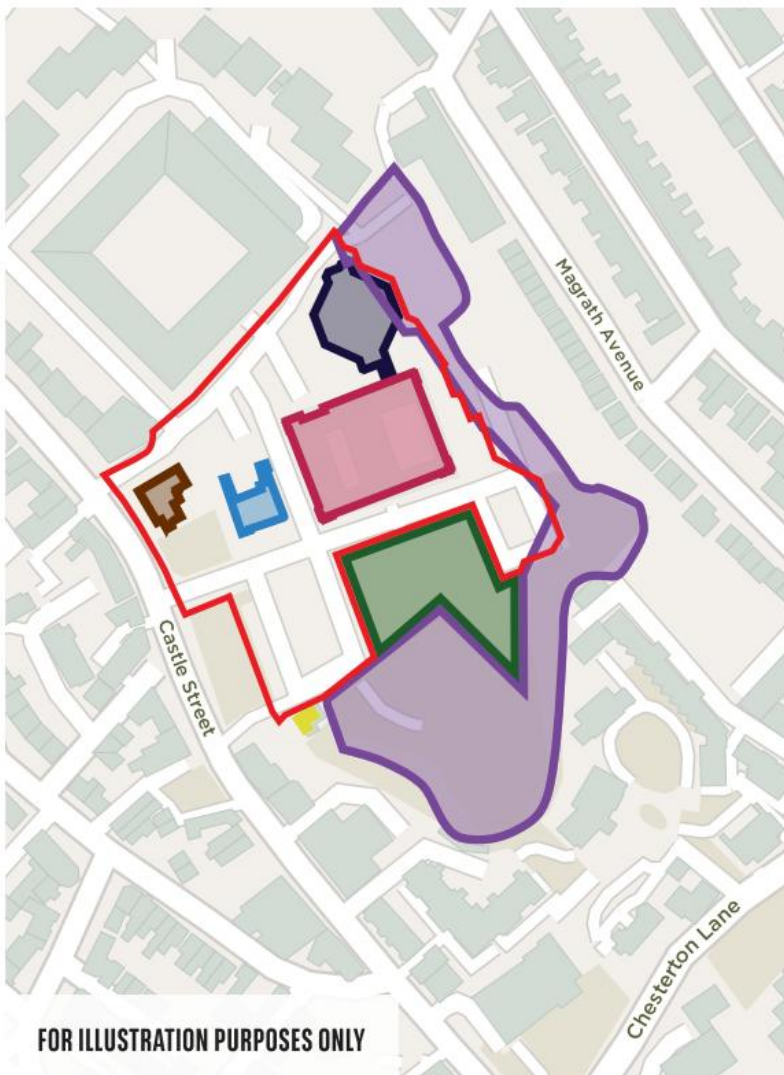 Magrath Avenue
Castle Street
Chesterton Lane
FOR ILLUSTRATION PURPOSES ONLY